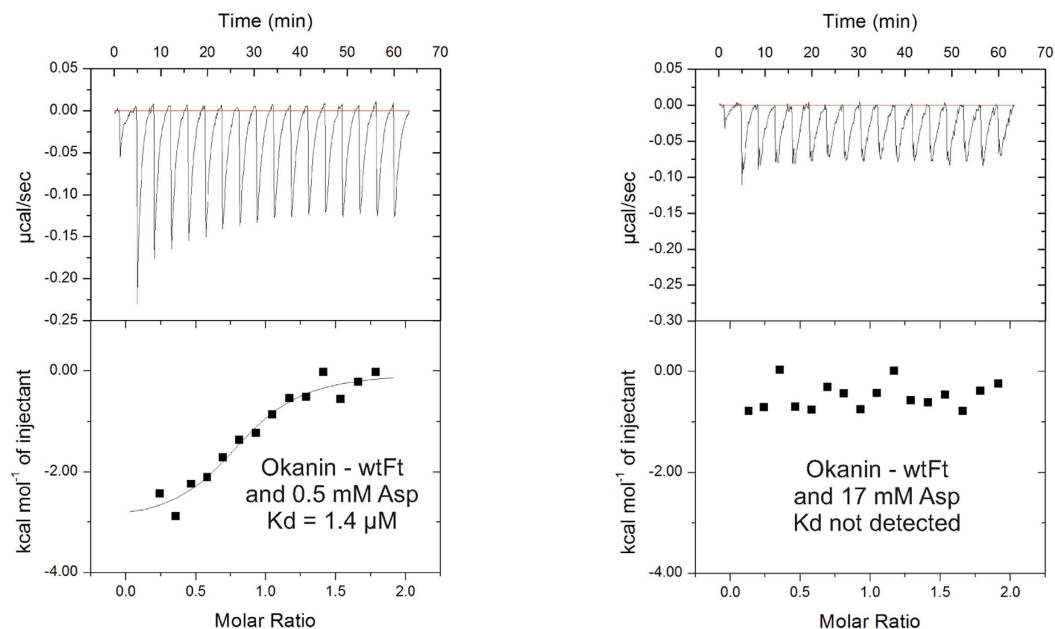 Time (min)
0 10 20 30 40 50 60 70
0.05
0.00
-0.05
-0.10
-0.15
-0.20
-0.25
µcal/sec
0.00
-2.00
-4.00
kcal mol⁻¹ of injectant
Okanin - wtFt
and 0.5 mM Asp
Kd = 1.4 µM
0.0 0.5 1.0 1.5 2.0
Molar Ratio
Time (min)
0 10 20 30 40 50 60 70
0.05
0.00
-0.05
-0.10
-0.15
-0.20
-0.25
-0.30
µcal/sec
0.00
-2.00
-4.00
kcal mol⁻¹ of injectant
Okanin - wtFt
and 17 mM Asp
Kd not detected
0.0 0.5 1.0 1.5 2.0
Molar Ratio